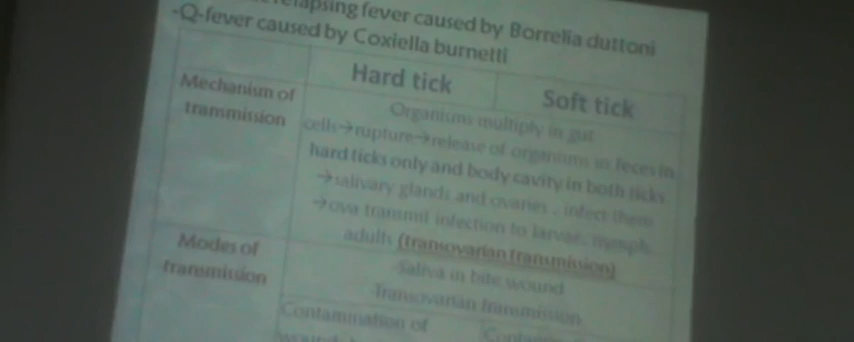 relapsing fever caused by Borrelia duttoni
-Q-fever caused by Coxiella burnetti
Hard tick
Soft tick
Mechanism of
transmission
Organisms multiply in gut
cells→rupture→release of organism in feces in
hard ticks only and body cavity in both ticks
→salivary glands and ovaries , infect them
→ova transmit infection to larvae, nymph,
adults (transovarian transmission)
Modes of
transmission
Saliva in bite wound
Transovarian transmission
Contamination of